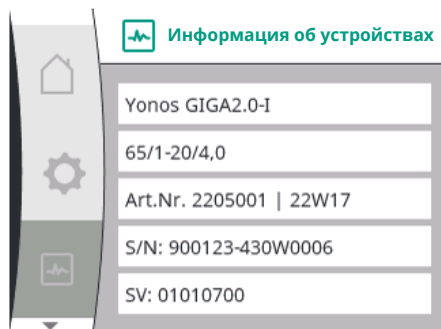 Информация об устройствах
Yonos GIGA2.0-I
65/1-20/4,0
Art.Nr. 2205001 | 22W17
S/N: 900123-430W0006
SV: 01010700